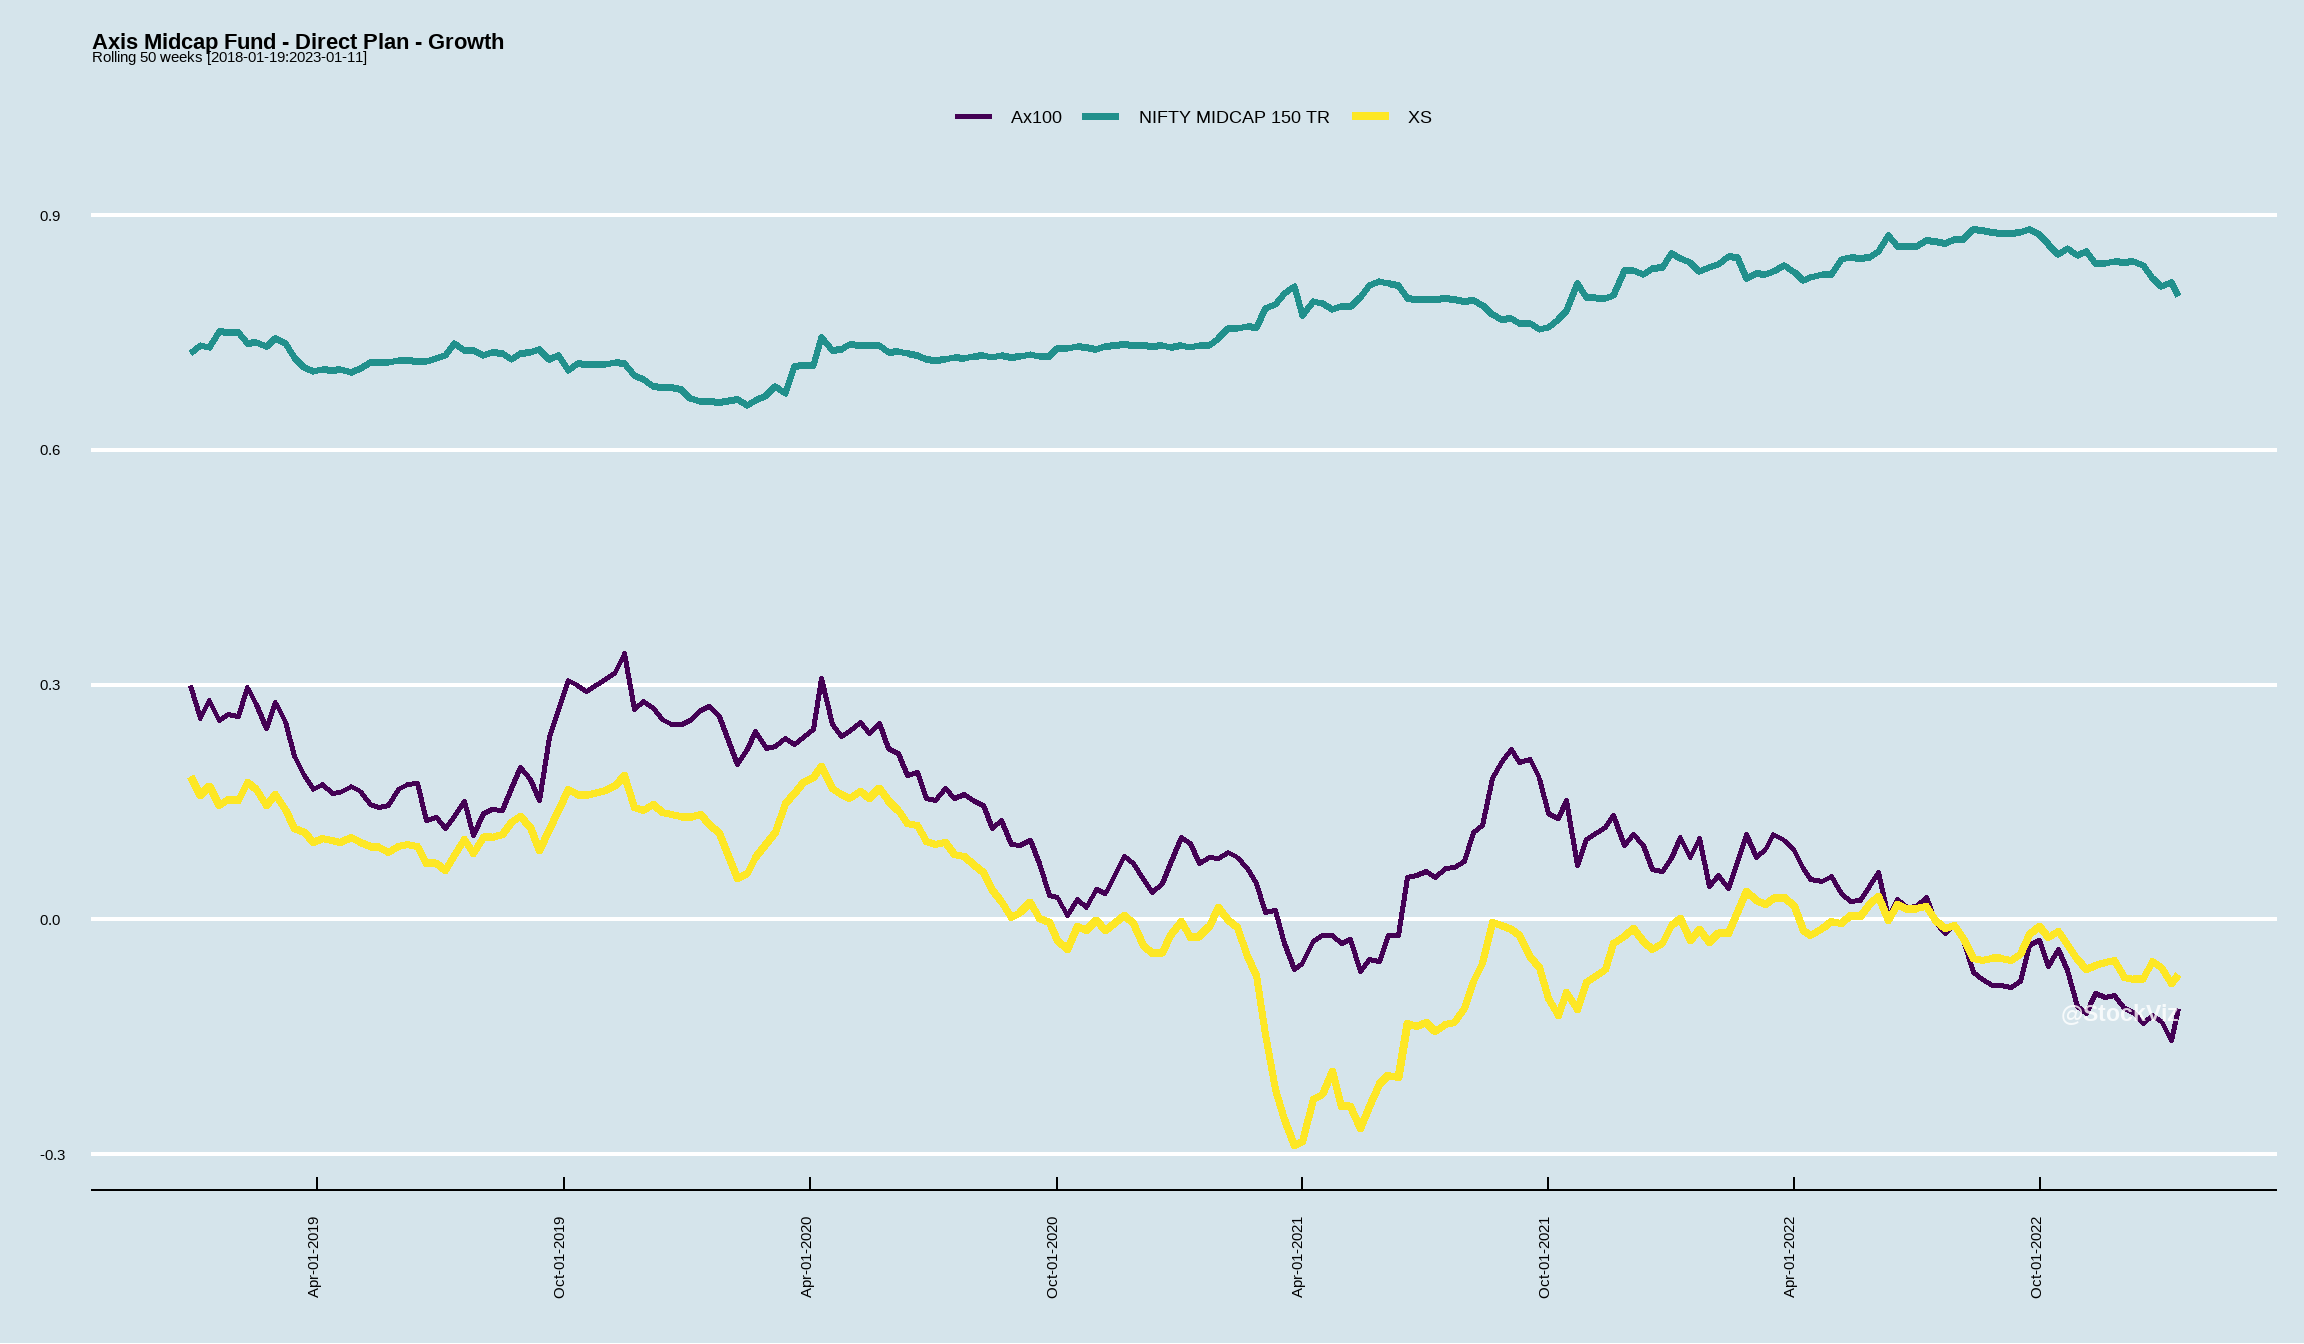 Axis Midcap Fund - Direct Plan - Growth
Rolling 50 weeks [2018-01-19:2023-01-11]
Ax100 NIFTY MIDCAP 150 TR XS
0.9
0.6
0.3
0.0
-0.3
@StockViz
Apr-01-2019 Oct-01-2019 Apr-01-2020 Oct-01-2020 Apr-01-2021 Oct-01-2021 Apr-01-2022 Oct-01-2022